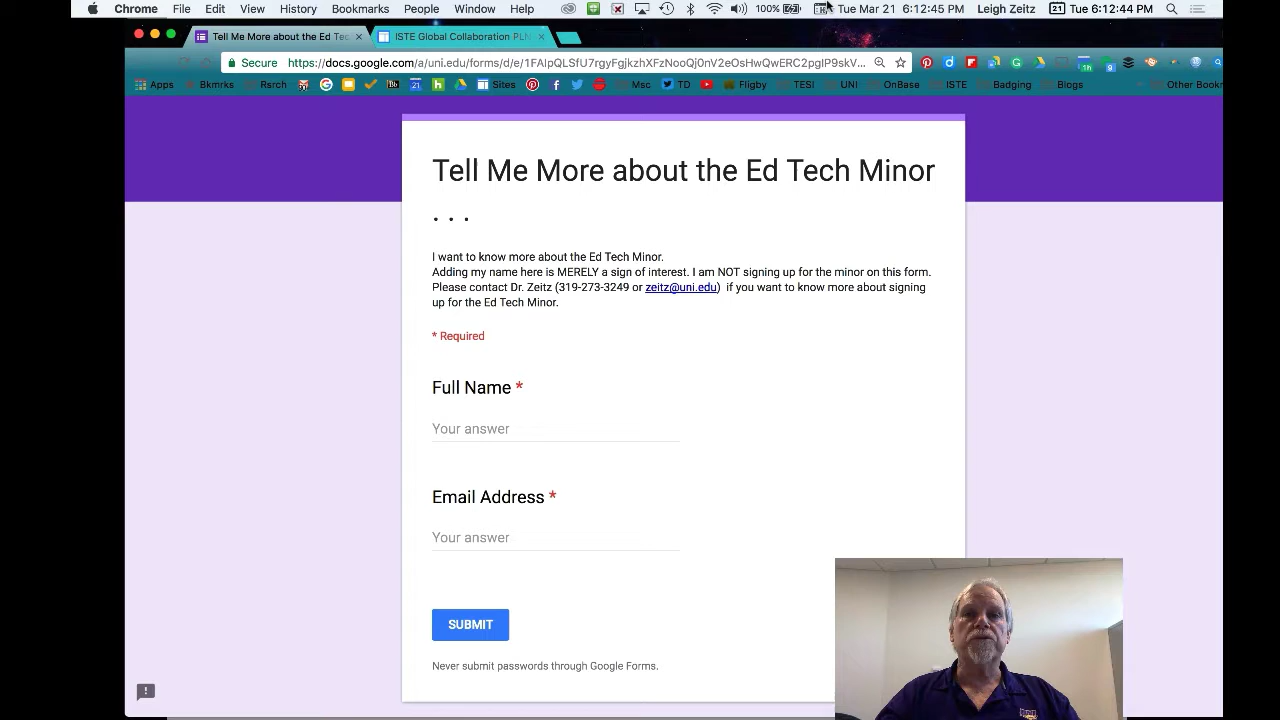 Chrome File Edit View History Bookmarks People Window Help 100% Tue Mar 21 6:12:45 PM Leigh Zeitz Tue 6:12:44 PM
Tell Me More about the Ed Tec ISTE Global Collaboration PLN
Secure https://docs.google.com/a/uni.edu/forms/d/e/1FAIpQLSfU7rgyFgjkzhXFzNooQj0nV2eOsHwQwERC2pgIP9skV...
Apps Bkmrks Rsrch Sites Msc TD Fligby TESI UNI OnBase ISTE Badging Blogs Other Bookr
Tell Me More about the Ed Tech Minor
. . .
I want to know more about the Ed Tech Minor.
Adding my name here is MERELY a sign of interest. I am NOT signing up for the minor on this form.
Please contact Dr. Zeitz (319-273-3249 or zeitz@uni.edu) if you want to know more about signing
up for the Ed Tech Minor.
* Required
Full Name *
Your answer
Email Address *
Your answer
SUBMIT
Never submit passwords through Google Forms.